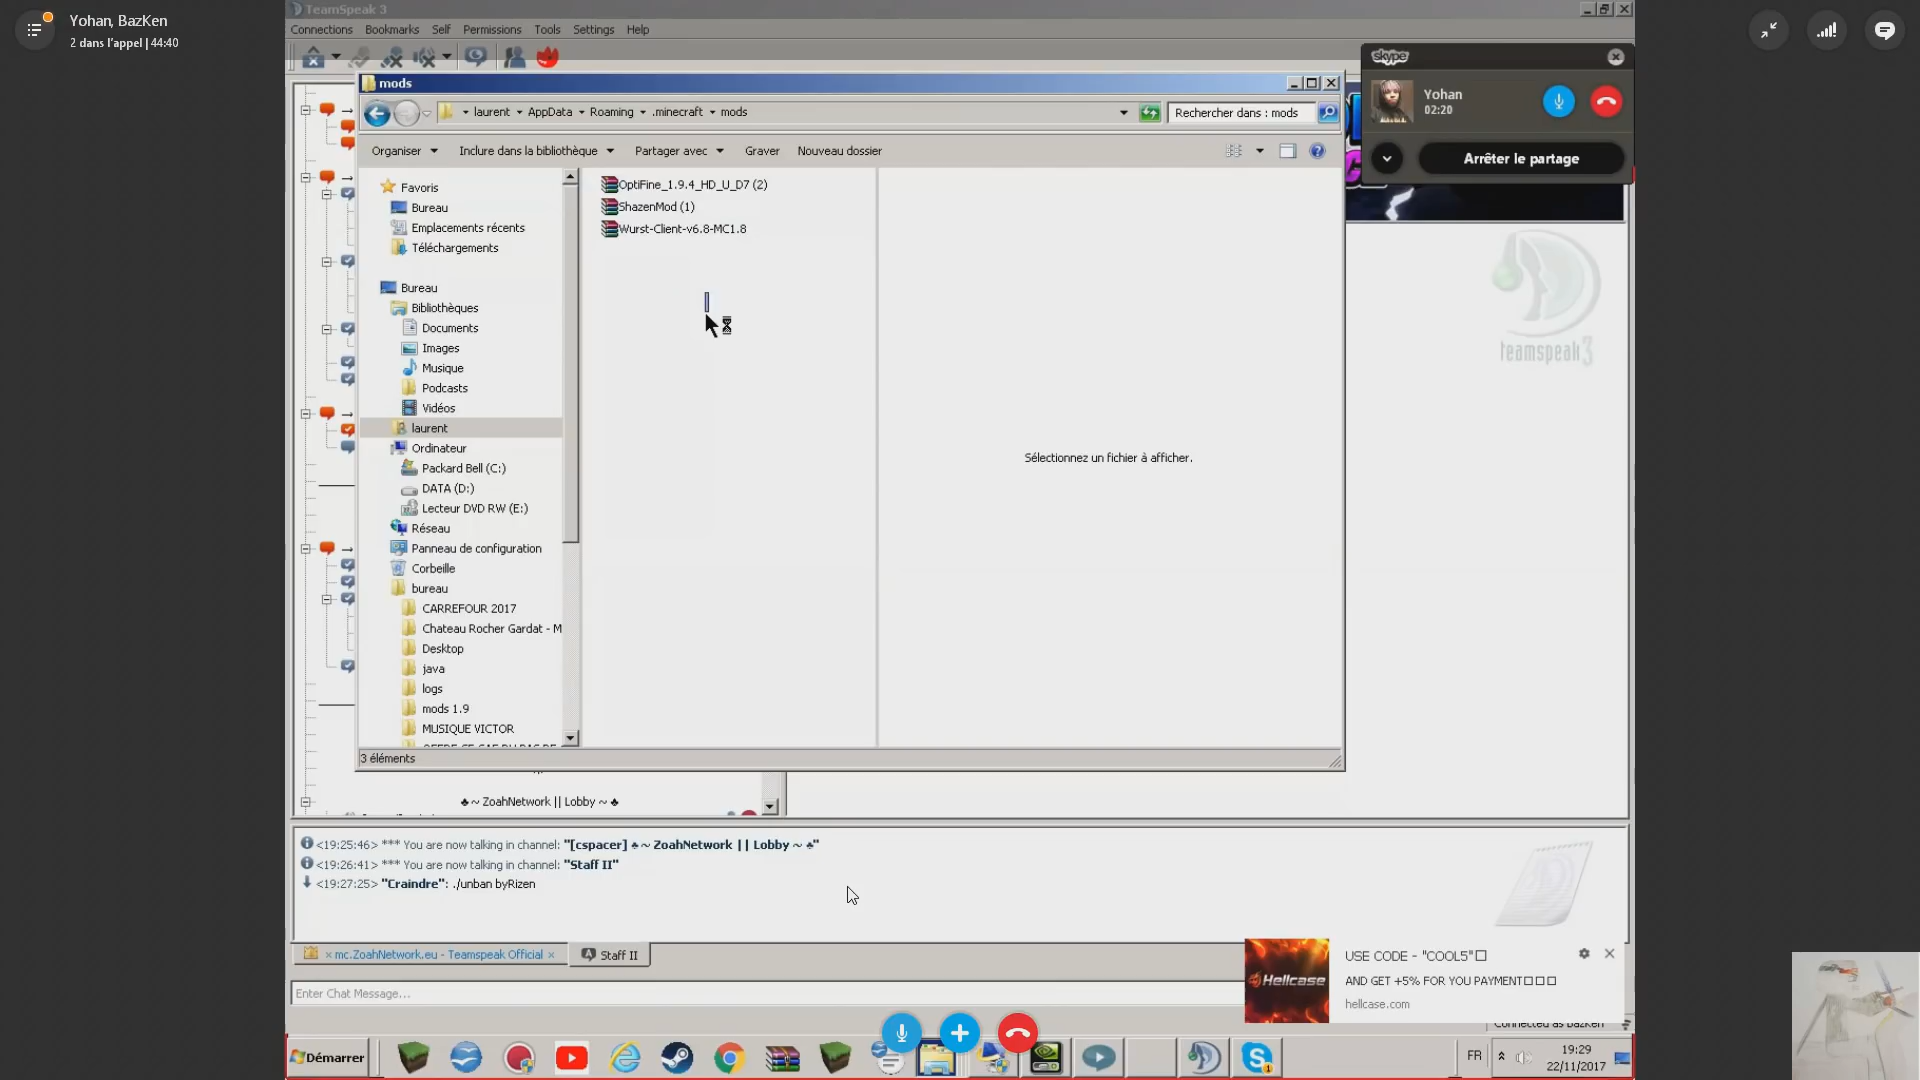 Yohan, BazKen
2 dans l'appel | 44:40
TeamSpeak 3
Connections Bookmarks Self Permissions Tools Settings Help
skype
Yohan
02:20
Arrêter le partage
mods
laurent AppData Roaming .minecraft mods
Rechercher dans : mods
Organiser Inclure dans la bibliothèque Partager avec Graver Nouveau dossier
Favoris
Bureau
Emplacements récents
Téléchargements
Bureau
Bibliothèques
Documents
Images
Musique
Podcasts
Vidéos
laurent
Ordinateur
Packard Bell (C:)
DATA (D:)
Lecteur DVD RW (E:)
Réseau
Panneau de configuration
Corbeille
bureau
CARREFOUR 2017
Chateau Rocher Gardat - M
Desktop
java
logs
mods 1.9
MUSIQUE VICTOR
OptiFine_1.9.4_HD_U_D7 (2)
ShazenMod (1)
Wurst-Client-v6.8-MC1.8
Sélectionnez un fichier à afficher.
3 éléments
teamspeak3
♣ ~ ZoahNetwork || Lobby ~ ♣
<19:25:46> *** You are now talking in channel: "[cspacer] ♣ ~ ZoahNetwork || Lobby ~ ♣"
<19:26:41> *** You are now talking in channel: "Staff II"
<19:27:25> "Craindre": ./unban byRizen
× mc.ZoahNetwork.eu - Teamspeak Official ×
Staff II
Enter Chat Message...
Hellcase
USE CODE - "COOL5"□
AND GET +5% FOR YOU PAYMENT□□□
hellcase.com
Connected as BazKen
Démarrer
FR
19:29
22/11/2017